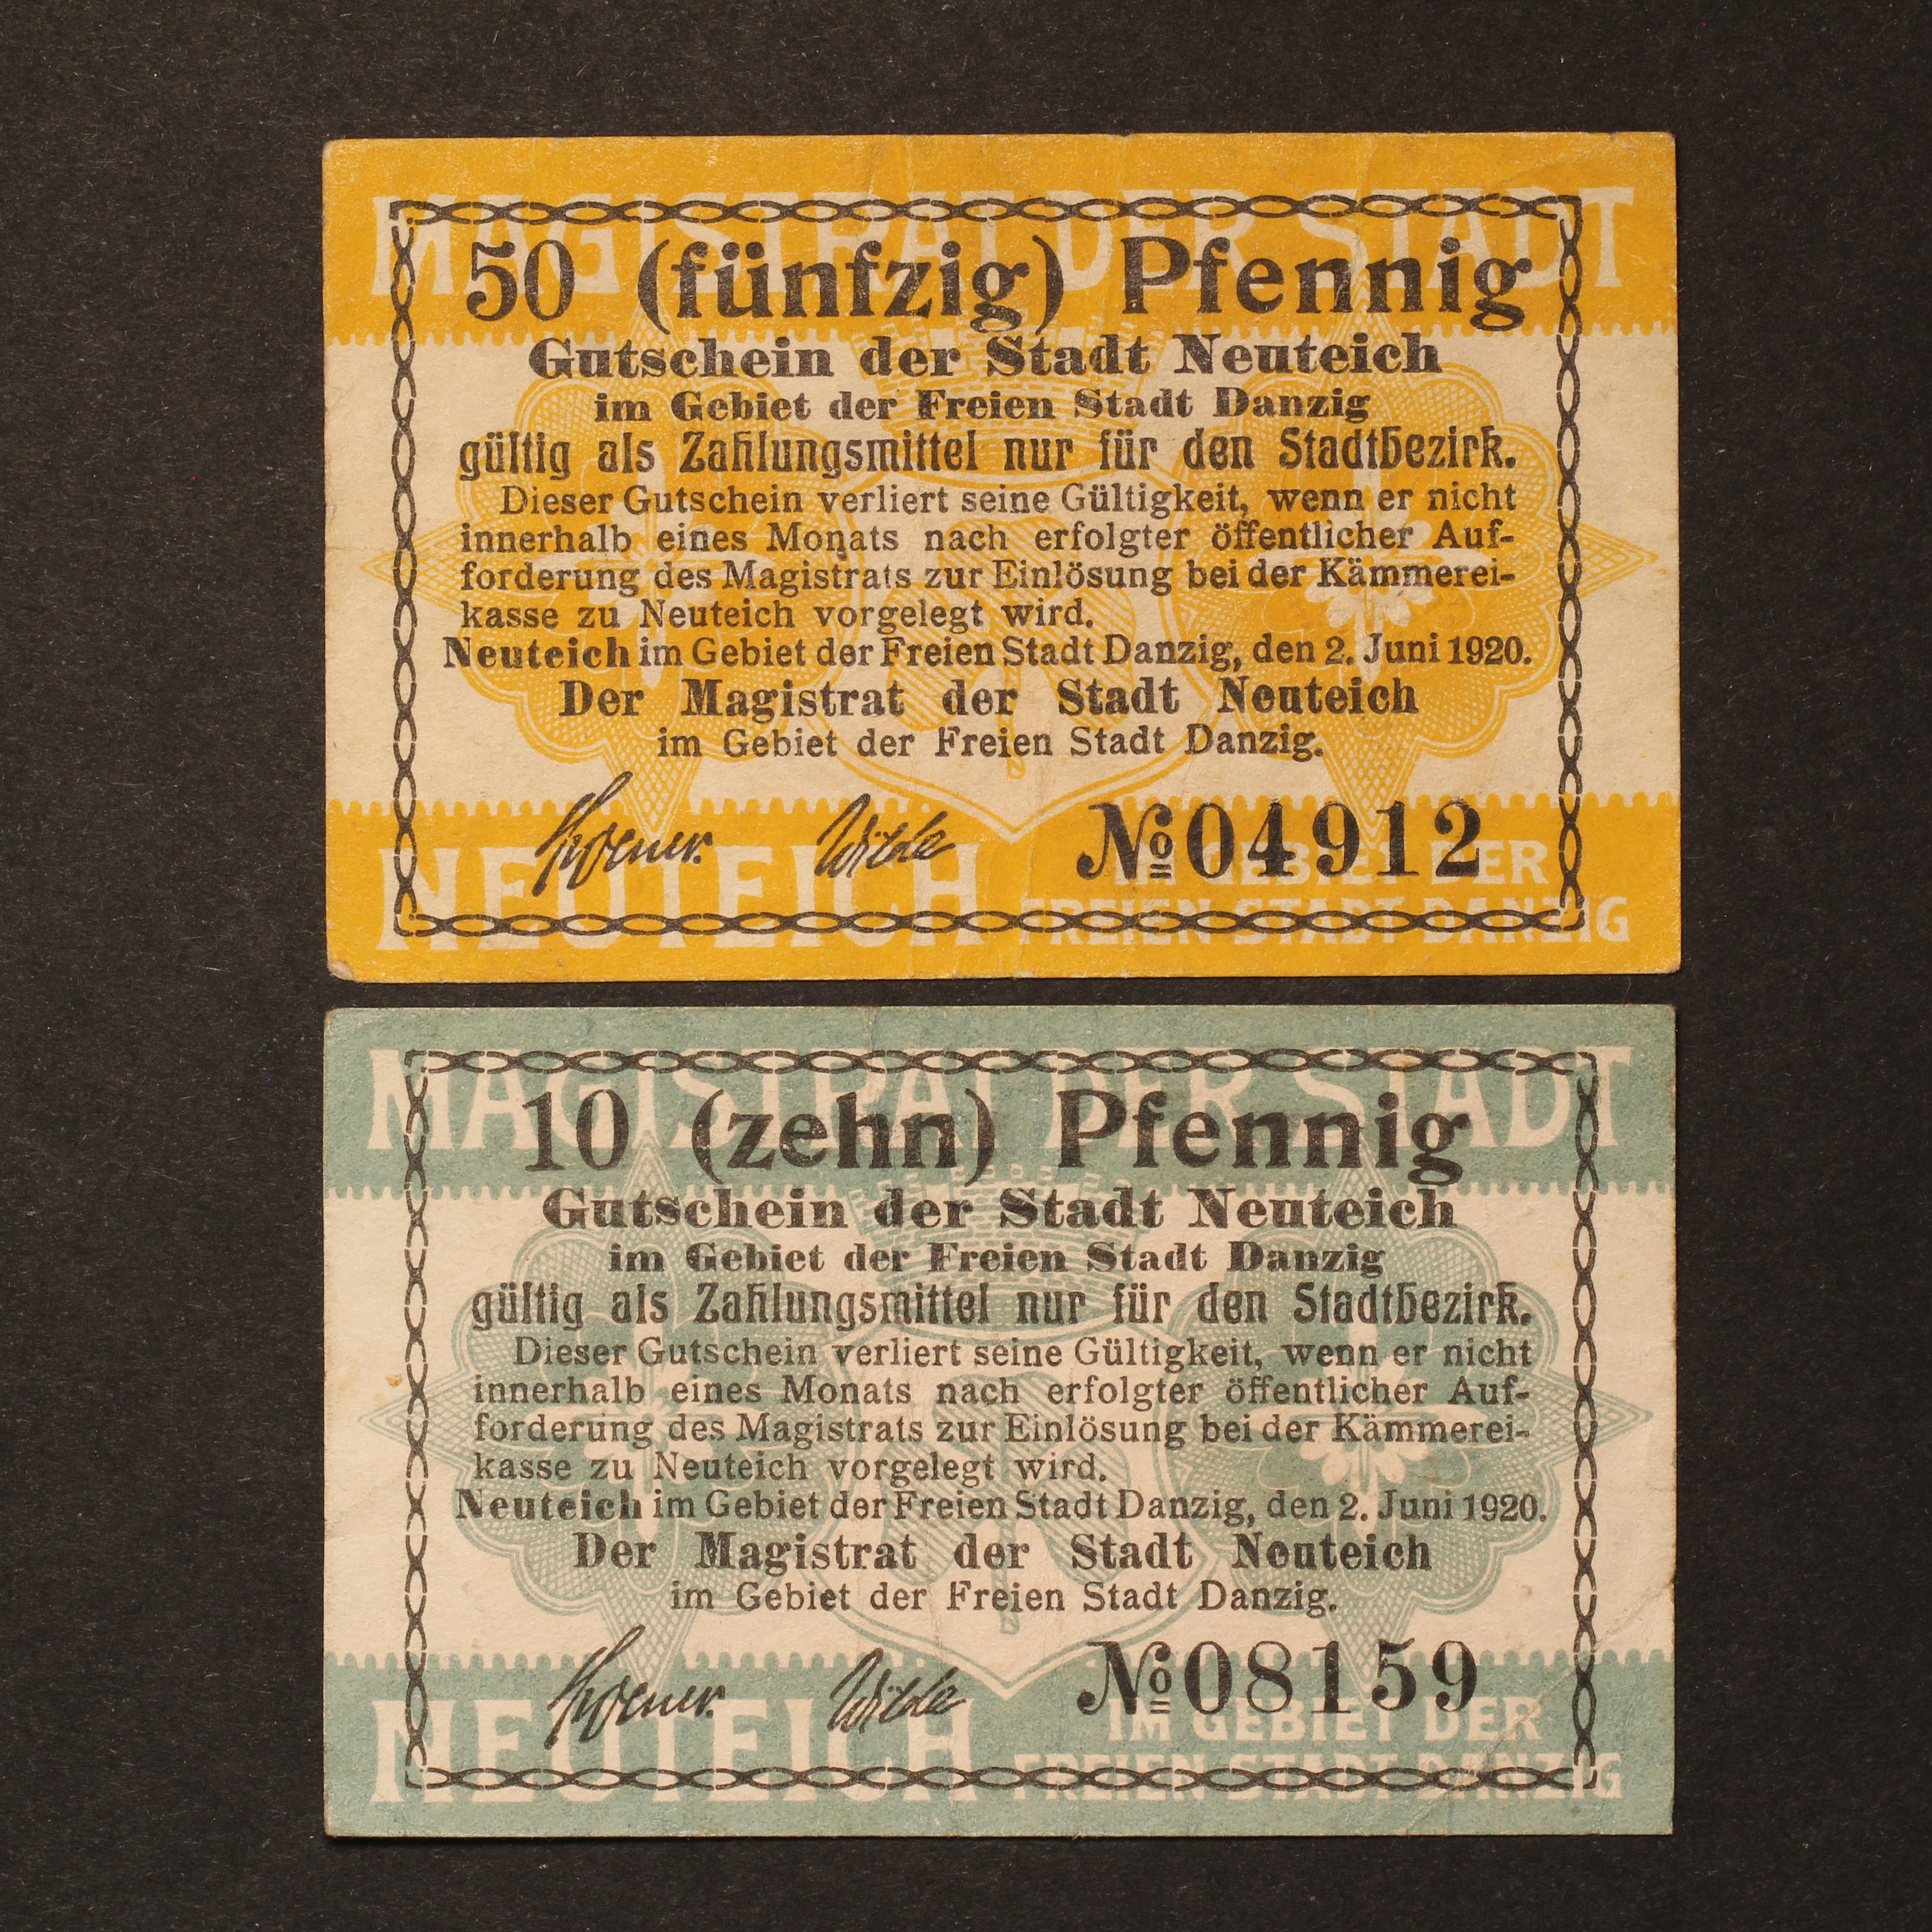 MAGISTRAT DER STADT
50 (fünfzig) Pfennig
Gutschein der Stadt Neuteich
im Gebiet der Freien Stadt Danzig
gültig als Zahlungsmittel nur für den Stadtbezirk.
Dieser Gutschein verliert seine Gültigkeit, wenn er nicht
innerhalb eines Monats nach erfolgter öffentlicher Auf-
forderung des Magistrats zur Einlösung bei der Kämmerei-
kasse zu Neuteich vorgelegt wird.
Neuteich im Gebiet der Freien Stadt Danzig, den 2. Juni 1920.
Der Magistrat der Stadt Neuteich
im Gebiet der Freien Stadt Danzig.
Wilde № 04912
NEUTEICH IM GEBIET DER
FREIEN STADT DANZIG
MAGISTRAT DER STADT
10 (zehn) Pfennig
Gutschein der Stadt Neuteich
im Gebiet der Freien Stadt Danzig
gültig als Zahlungsmittel nur für den Stadtbezirk.
Dieser Gutschein verliert seine Gültigkeit, wenn er nicht
innerhalb eines Monats nach erfolgter öffentlicher Auf-
forderung des Magistrats zur Einlösung bei der Kämmerei-
kasse zu Neuteich vorgelegt wird.
Neuteich im Gebiet der Freien Stadt Danzig, den 2. Juni 1920.
Der Magistrat der Stadt Neuteich
im Gebiet der Freien Stadt Danzig.
Wilde № 08159
NEUTEICH IM GEBIET DER
FREIEN STADT DANZIG